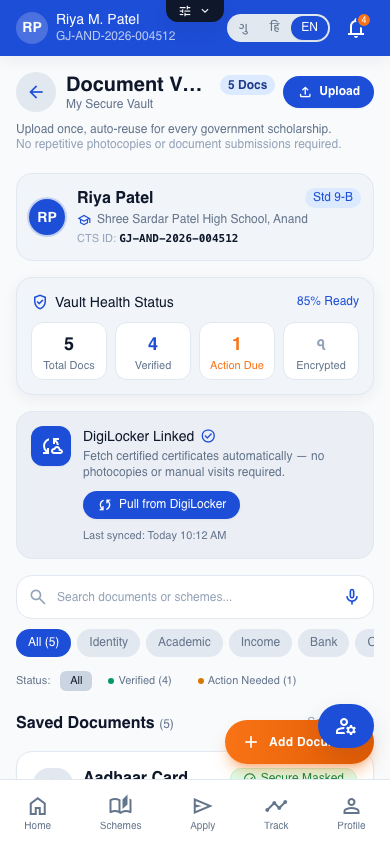 RP
Riya M. Patel
GJ-AND-2026-004512
ગુ
हि
EN
4
Document V...
My Secure Vault
5 Docs
Upload
Upload once, auto-reuse for every government scholarship.
No repetitive photocopies or document submissions required.
RP
Riya Patel
Std 9-B
Shree Sardar Patel High School, Anand
CTS ID: GJ-AND-2026-004512
Vault Health Status
85% Ready
5
Total Docs
4
Verified
1
Action Due
Encrypted
DigiLocker Linked
Fetch certified certificates automatically — no
photocopies or manual visits required.
Pull from DigiLocker
Last synced: Today 10:12 AM
Search documents or schemes...
All (5)
Identity
Academic
Income
Bank
Status:
All
Verified (4)
Action Needed (1)
Saved Documents (5)
Add
Aadhaar Card
Secure Masked
Home
Schemes
Apply
Track
Profile